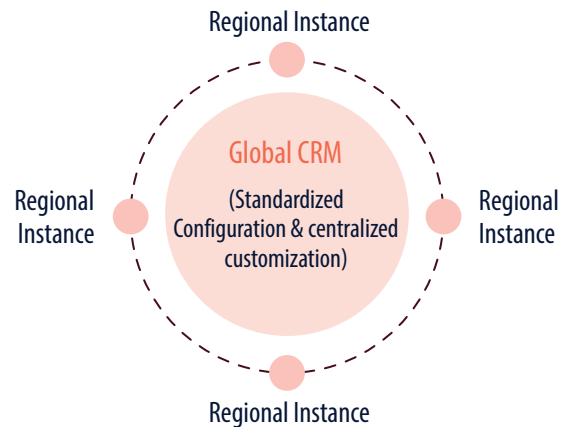 Regional Instance
Global CRM
(Standardized
Configuration & centralized
customization)
Regional
Instance
Regional
Instance
Regional Instance